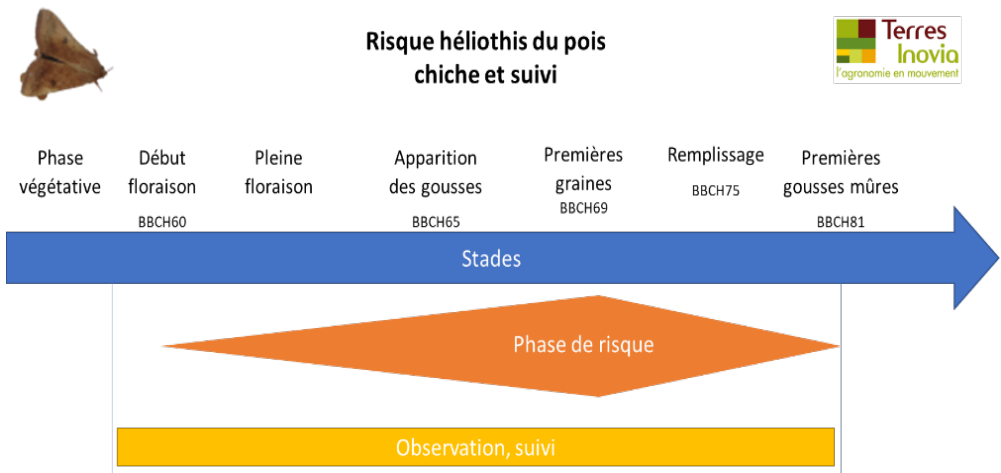 Risque héliothis du pois
chiche et suivi
Terres
Inovia
l'agronomie en mouvement
Phase
végétative
Début
floraison
BBCH60
Pleine
floraison
Apparition
des gousses
BBCH65
Premières
graines
BBCH69
Remplissage
BBCH75
Premières
gousses mûres
BBCH81
Stades
Phase de risque
Observation, suivi